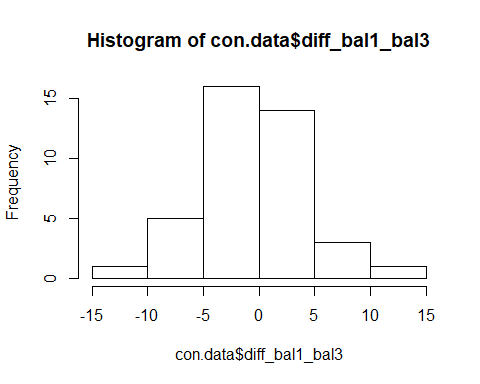 Histogram of con.data$diff_bal1_bal3
Frequency
15
10
5
0
-15 -10 -5 0 5 10 15
con.data$diff_bal1_bal3